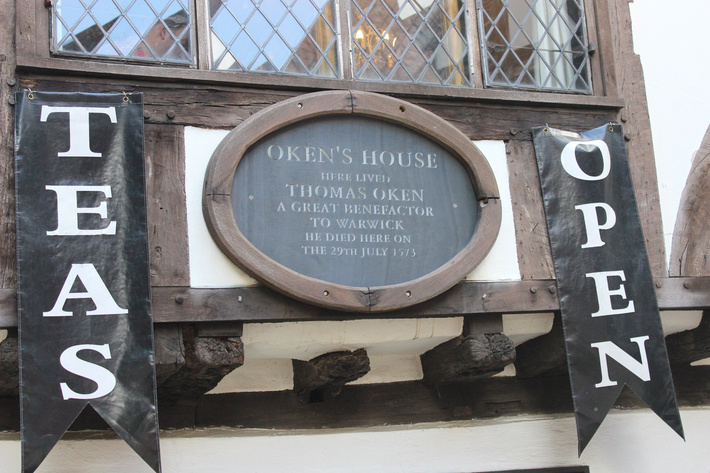 TEAS
OKEN'S HOUSE
HERE LIVED
THOMAS OKEN
A GREAT BENEFACTOR
TO WARWICK
HE DIED HERE ON
THE 29TH JULY 1573
OPEN